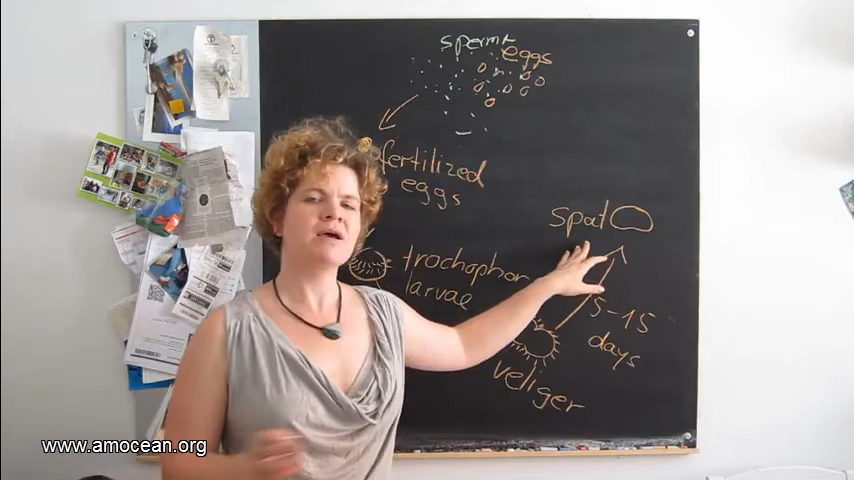 sperm
eggs
fertilized
eggs
spat
trochophor
larvae
5-15
days
veliger
www.amocean.org